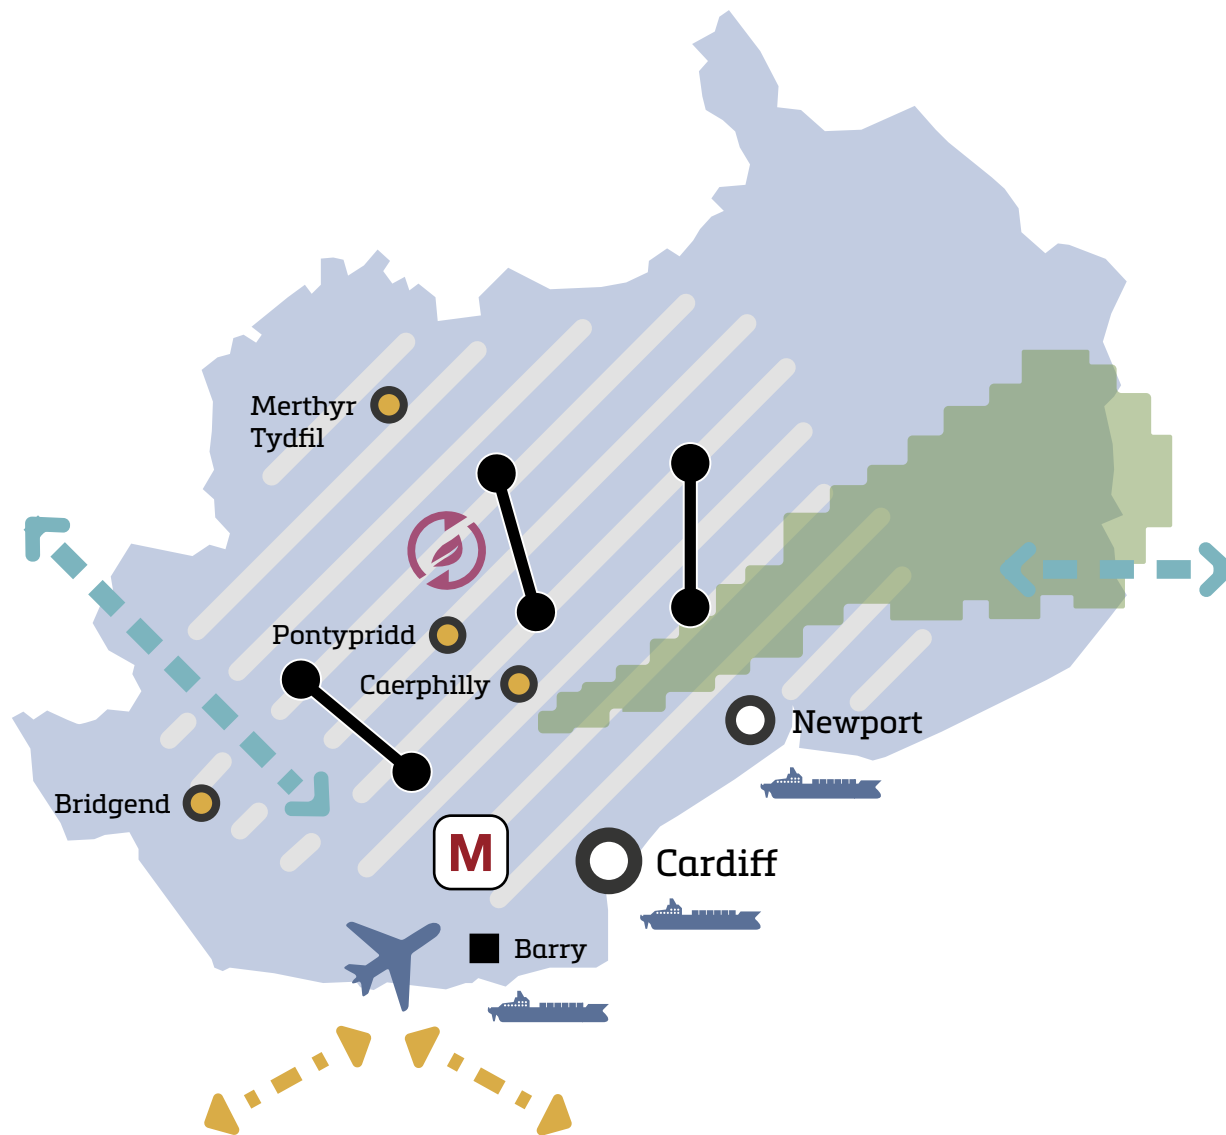 Merthyr
Tydfil
Pontypridd
Caerphilly
Newport
Bridgend
M
Cardiff
Barry